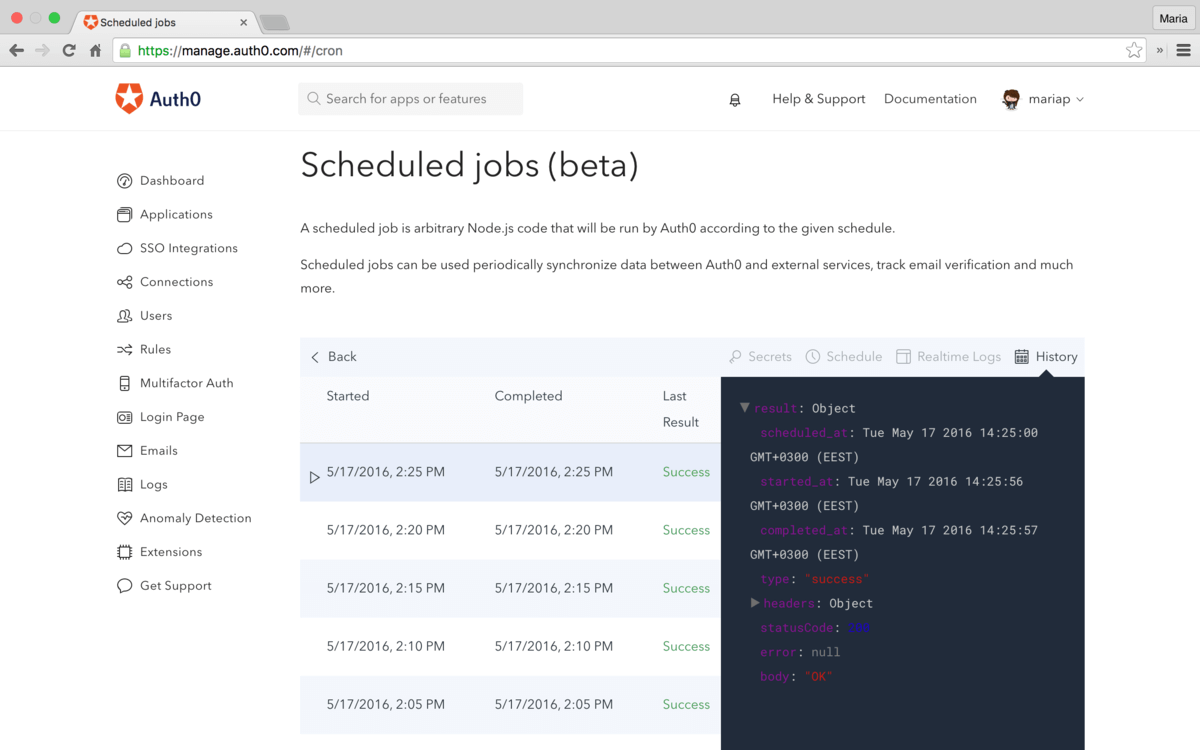 Scheduled jobs
Maria
https://manage.auth0.com/#/cron
Auth0
Search for apps or features
Help & Support
Documentation
mariap
Dashboard
Applications
SSO Integrations
Connections
Users
Rules
Multifactor Auth
Login Page
Emails
Logs
Anomaly Detection
Extensions
Get Support
Scheduled jobs (beta)
A scheduled job is arbitrary Node.js code that will be run by Auth0 according to the given schedule.
Scheduled jobs can be used periodically synchronize data between Auth0 and external services, track email verification and much
more.
Back
Secrets
Schedule
Realtime Logs
History
Started Completed Last
Result
5/17/2016, 2:25 PM 5/17/2016, 2:25 PM Success
5/17/2016, 2:20 PM 5/17/2016, 2:20 PM Success
5/17/2016, 2:15 PM 5/17/2016, 2:15 PM Success
5/17/2016, 2:10 PM 5/17/2016, 2:10 PM Success
5/17/2016, 2:05 PM 5/17/2016, 2:05 PM Success
result: Object
scheduled_at: Tue May 17 2016 14:25:00
GMT+0300 (EEST)
started_at: Tue May 17 2016 14:25:56
GMT+0300 (EEST)
completed_at: Tue May 17 2016 14:25:57
GMT+0300 (EEST)
type: "success"
headers: Object
statusCode: 200
error: null
body: "OK"